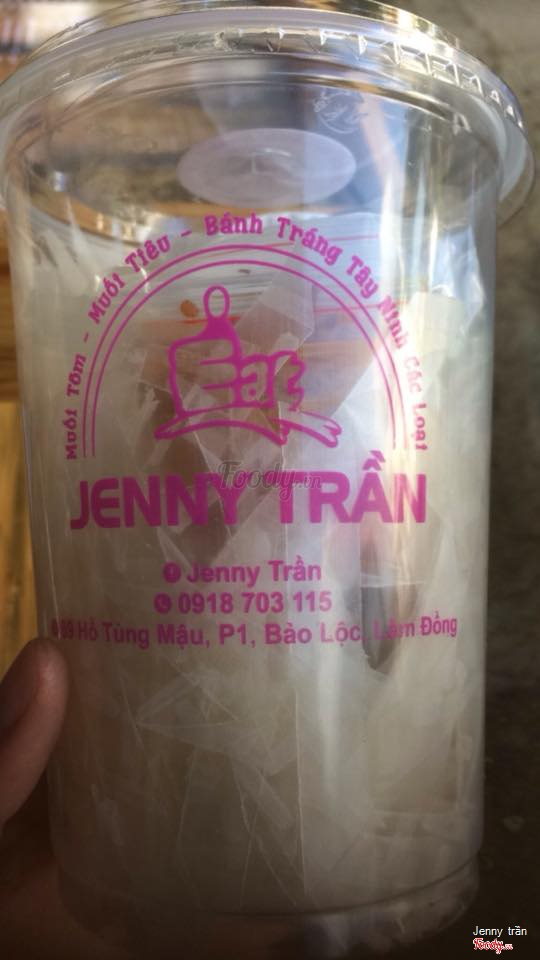 Muối Tôm - Muối Tiêu - Bánh Tráng Tây Ninh Các Loại
Eat
JENNY TRẦN
Foody.vn
Jenny Trần
0918 703 115
Hồ Tùng Mậu, P1, Bảo Lộc, Lâm Đồng
Jenny trần
Foody.vn